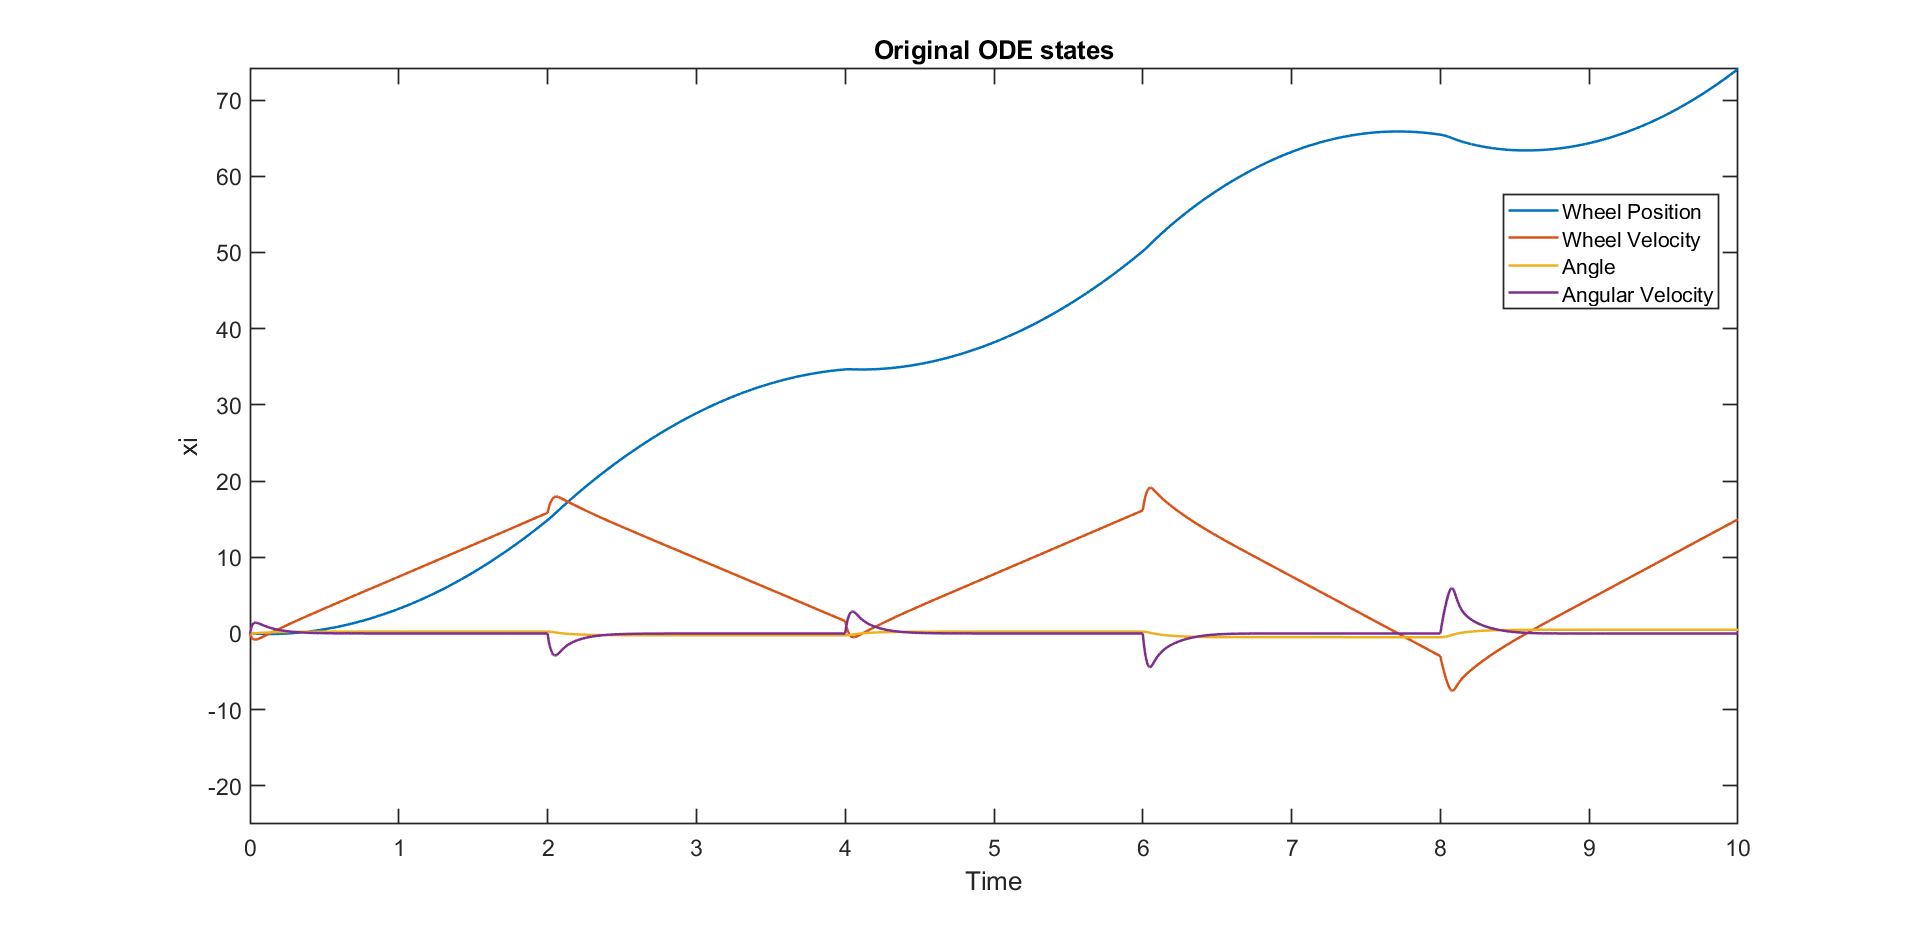 Original ODE states
70
60
50
40
30
20
10
0
-10
-20
xi
Wheel Position
Wheel Velocity
Angle
Angular Velocity
0 1 2 3 4 5 6 7 8 9 10
Time